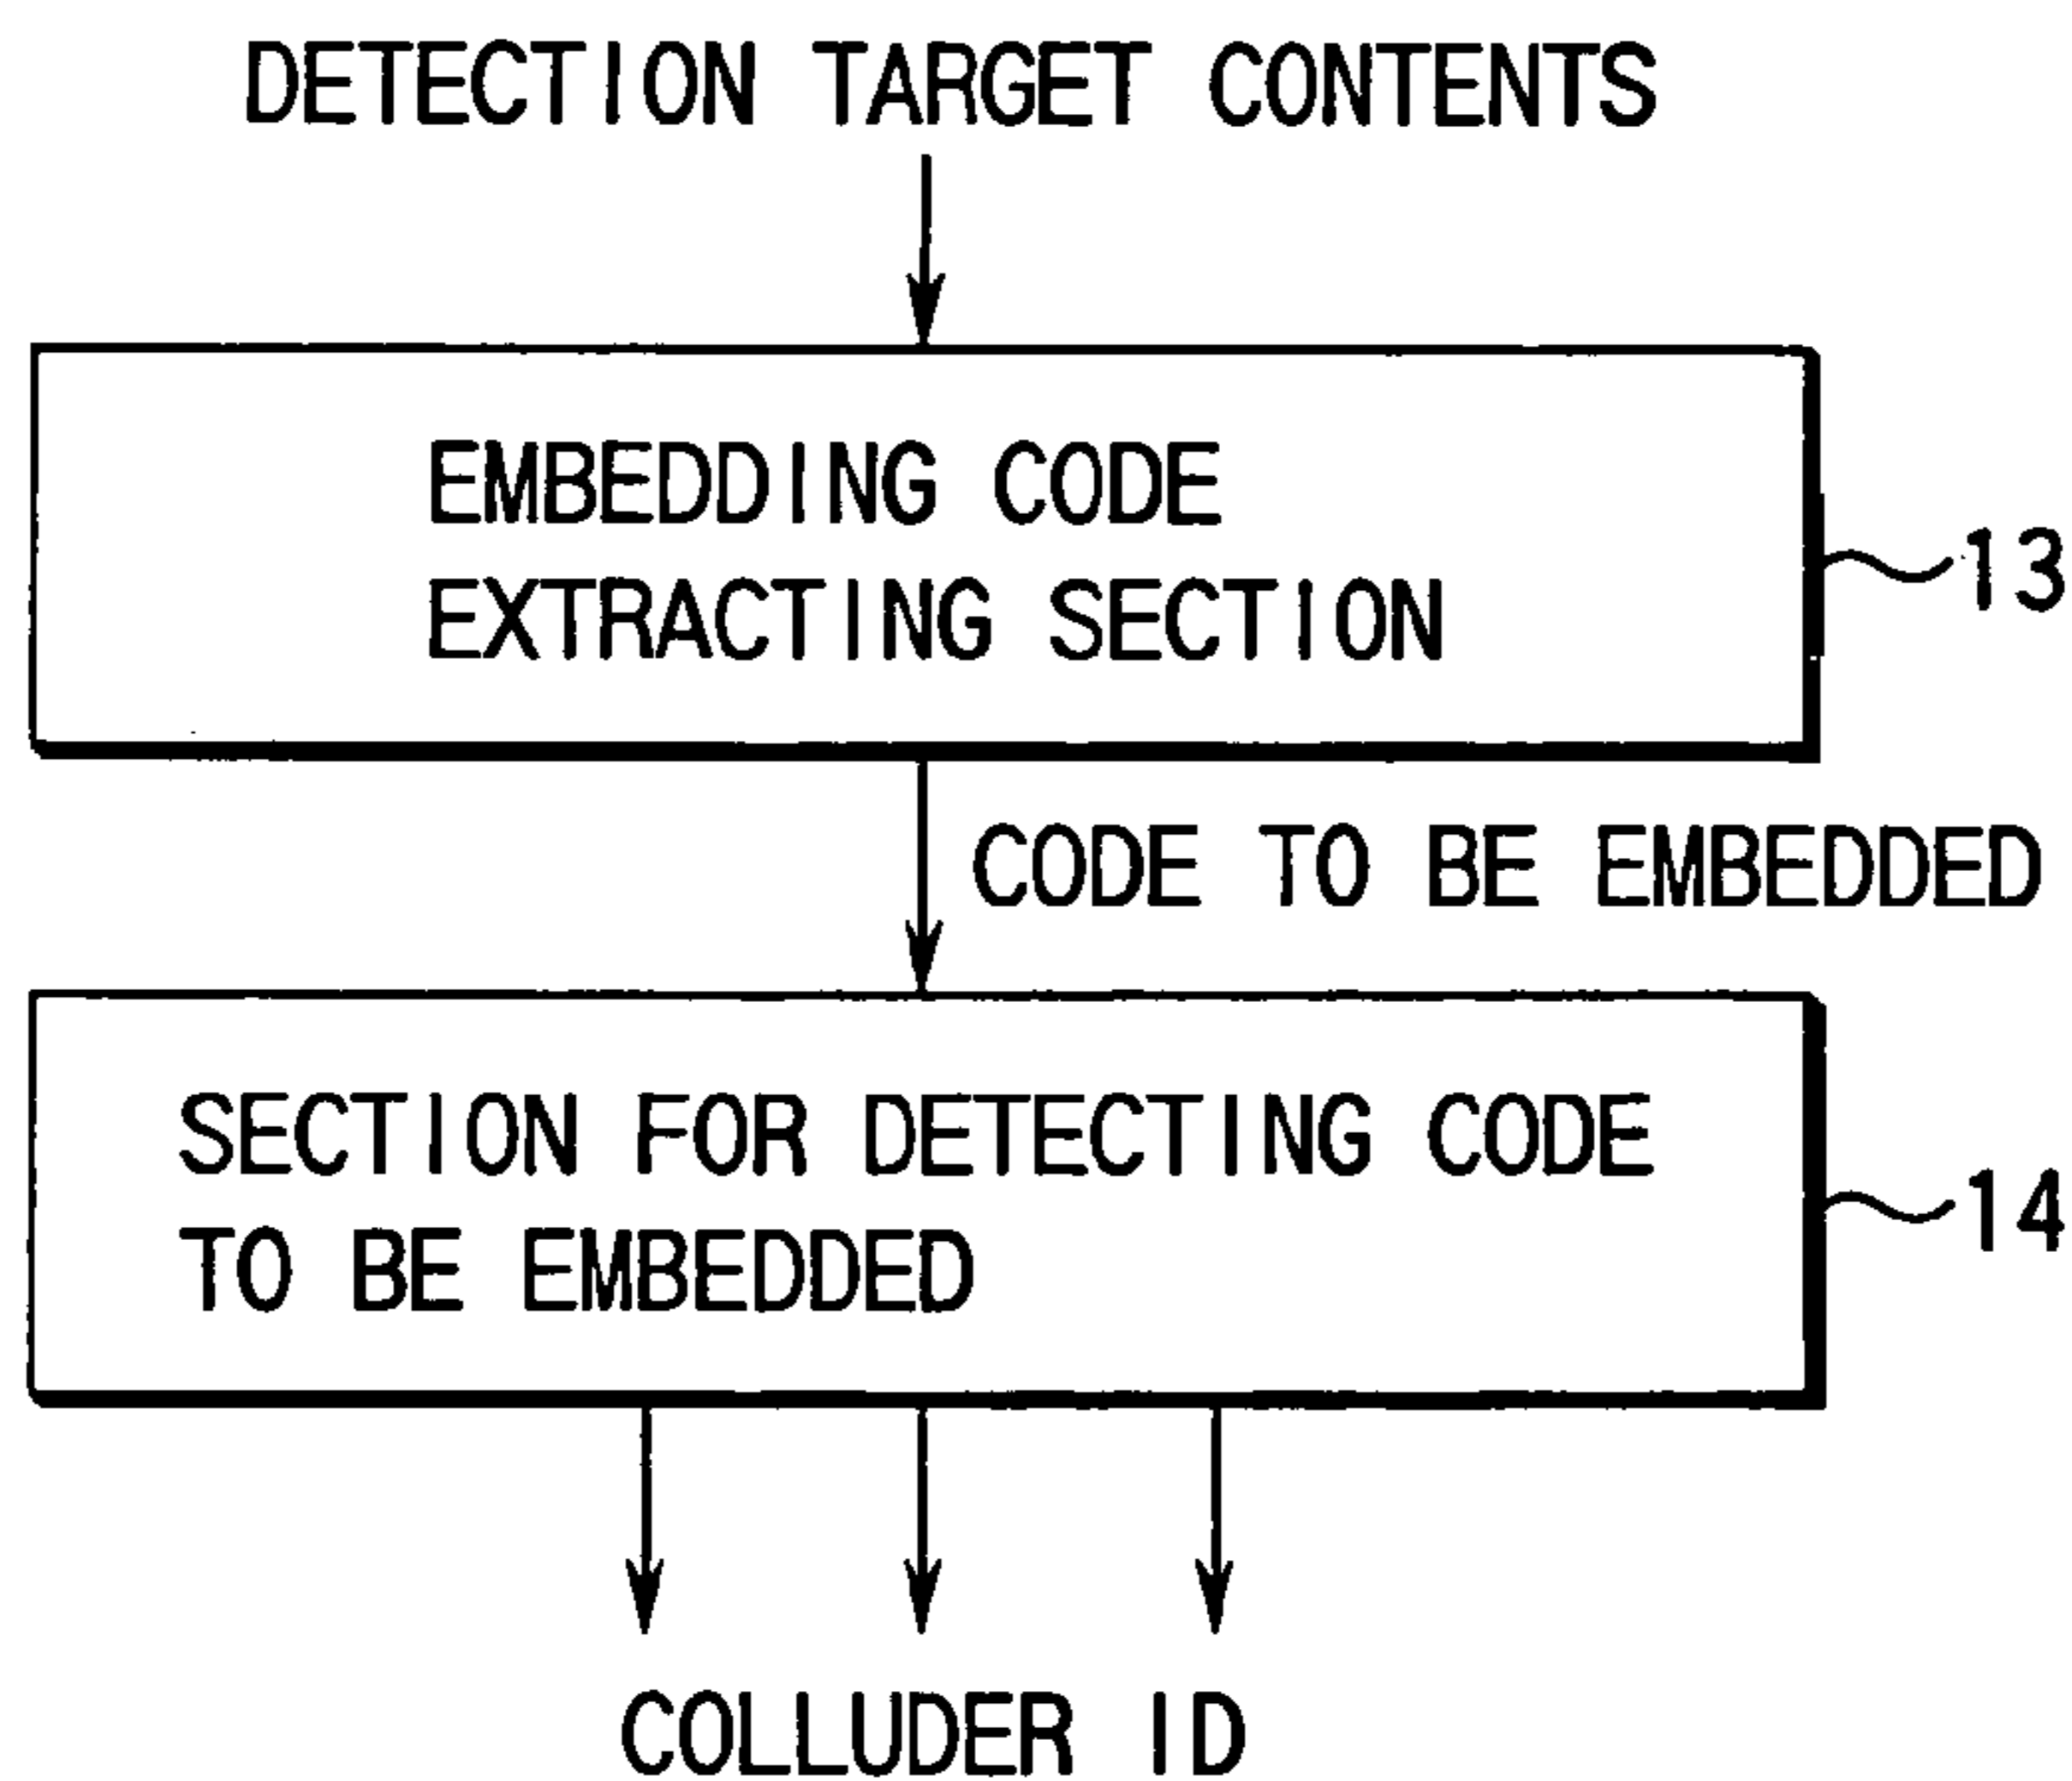 DETECTION TARGET CONTENTS
EMBEDDING CODE
EXTRACTING SECTION
13
CODE TO BE EMBEDDED
SECTION FOR DETECTING CODE
TO BE EMBEDDED
14
COLLUDER ID